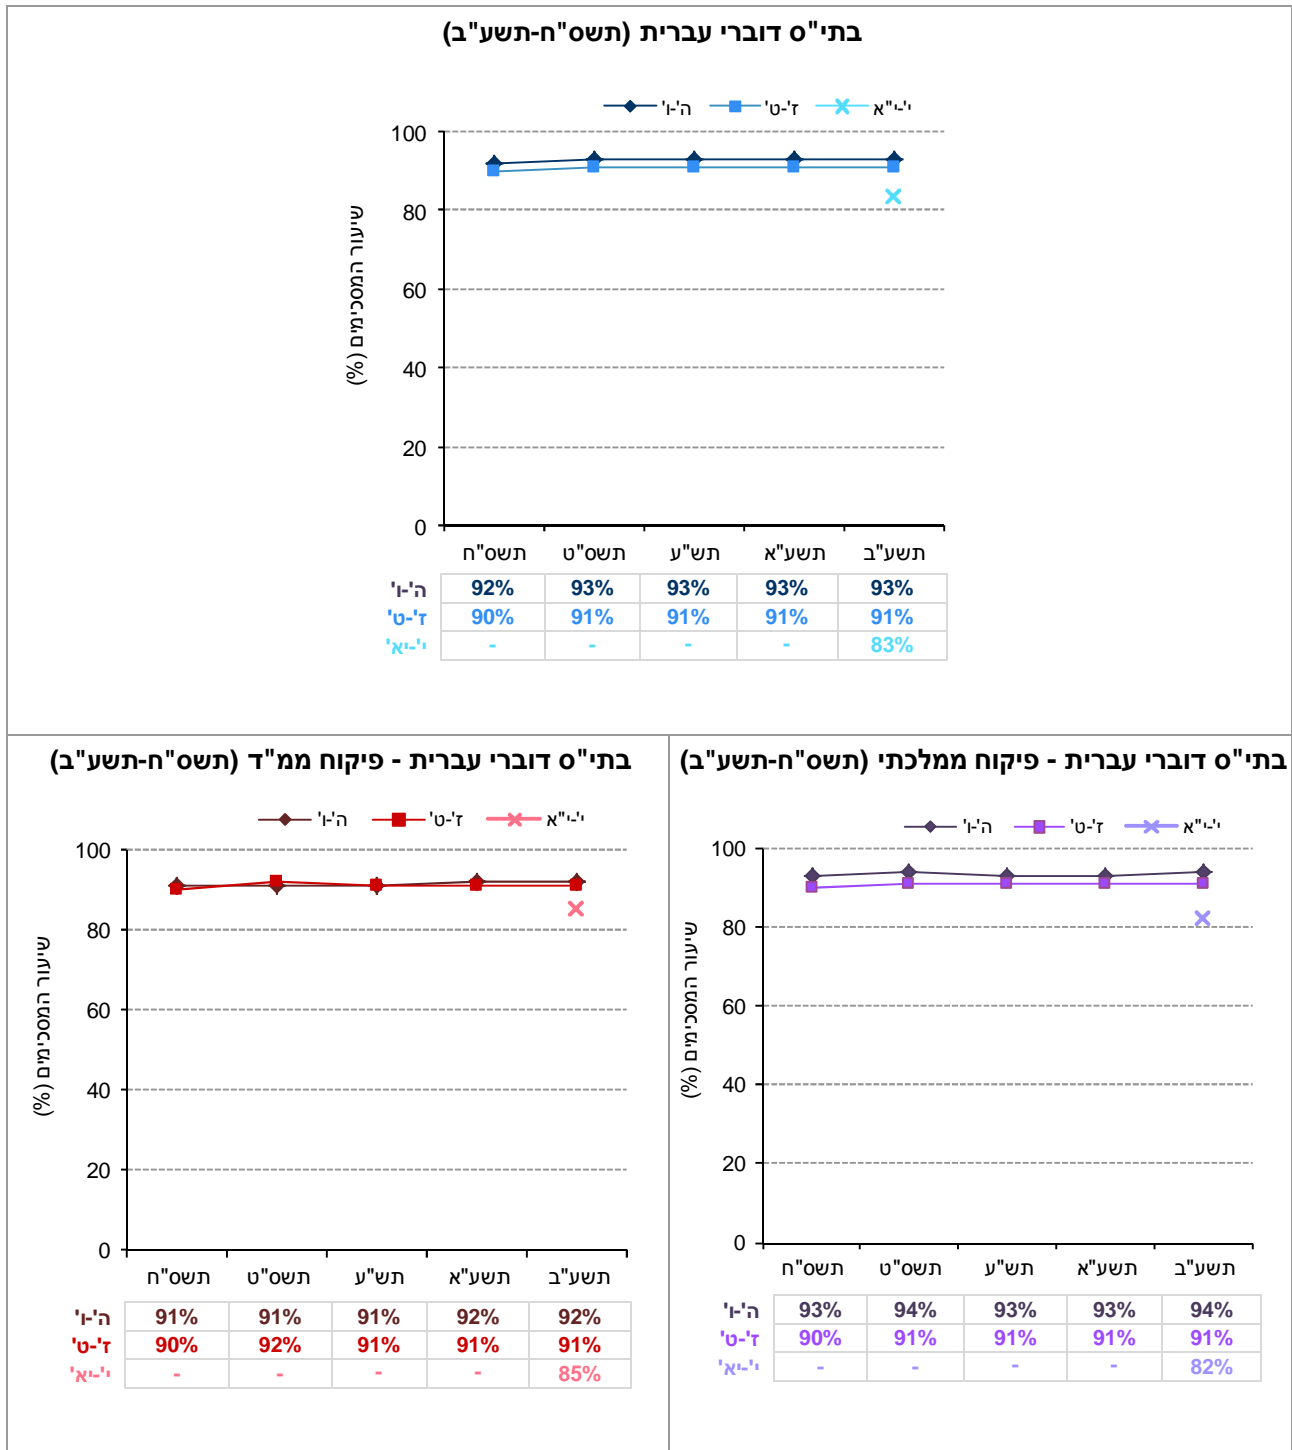 בתי"ס דוברי עברית (תשס"ח-תשע"ב)
ה'-ו' ז'-ט' י'-י"א
שיעור המסכימים (%)
100
80
60
40
20
0
תשס"ח תשס"ט תש"ע תשע"א תשע"ב
ה'-ו' 92% 93% 93% 93% 93%
ז'-ט' 90% 91% 91% 91% 91%
י'-יא' - - - - 83%
בתי"ס דוברי עברית - פיקוח ממלכתי (תשס"ח-תשע"ב)
ה'-ו' ז'-ט' י'-י"א
שיעור המסכימים (%)
100
80
60
40
20
0
תשס"ח תשס"ט תש"ע תשע"א תשע"ב
ה'-ו' 93% 94% 93% 93% 94%
ז'-ט' 90% 91% 91% 91% 91%
י'-יא' - - - - 82%
בתי"ס דוברי עברית - פיקוח ממ"ד (תשס"ח-תשע"ב)
ה'-ו' ז'-ט' י'-י"א
שיעור המסכימים (%)
100
80
60
40
20
0
תשס"ח תשס"ט תש"ע תשע"א תשע"ב
ה'-ו' 91% 91% 91% 92% 92%
ז'-ט' 90% 92% 91% 91% 91%
י'-יא' - - - - 85%